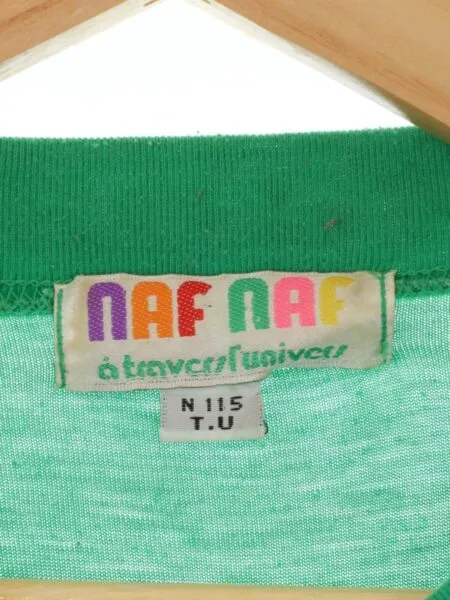 NAF NAF
à travers l'univers
N 115
T.U